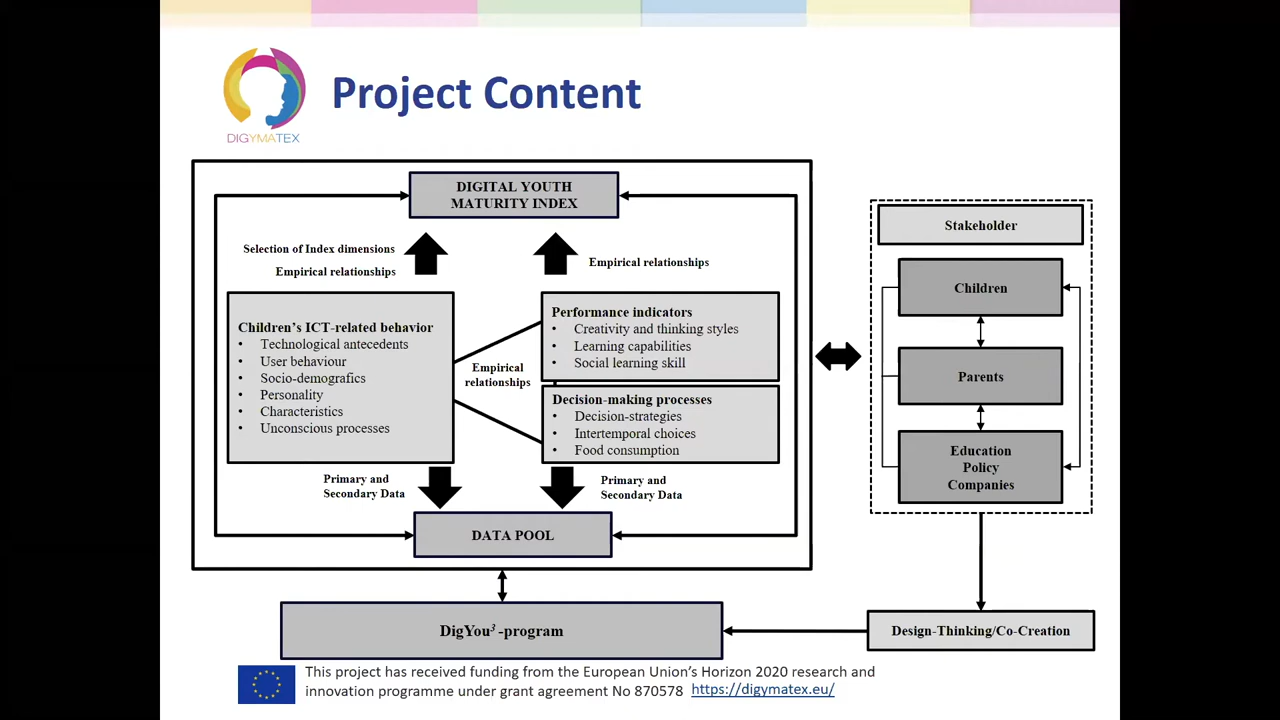 Project Content
DIGYMATEX
DIGITAL YOUTH
MATURITY INDEX
Selection of Index dimensions
Empirical relationships
Empirical relationships
Children's ICT-related behavior
• Technological antecedents
• User behaviour
• Socio-demografics
• Personality
• Characteristics
• Unconscious processes
Empirical
relationships
Performance indicators
• Creativity and thinking styles
• Learning capabilities
• Social learning skill
Decision-making processes
• Decision-strategies
• Intertemporal choices
• Food consumption
Primary and
Secondary Data
Primary and
Secondary Data
DATA POOL
Stakeholder
Children
Parents
Education
Policy
Companies
DigYou³ -program
Design-Thinking/Co-Creation
This project has received funding from the European Union's Horizon 2020 research and
innovation programme under grant agreement No 870578 https://digymatex.eu/